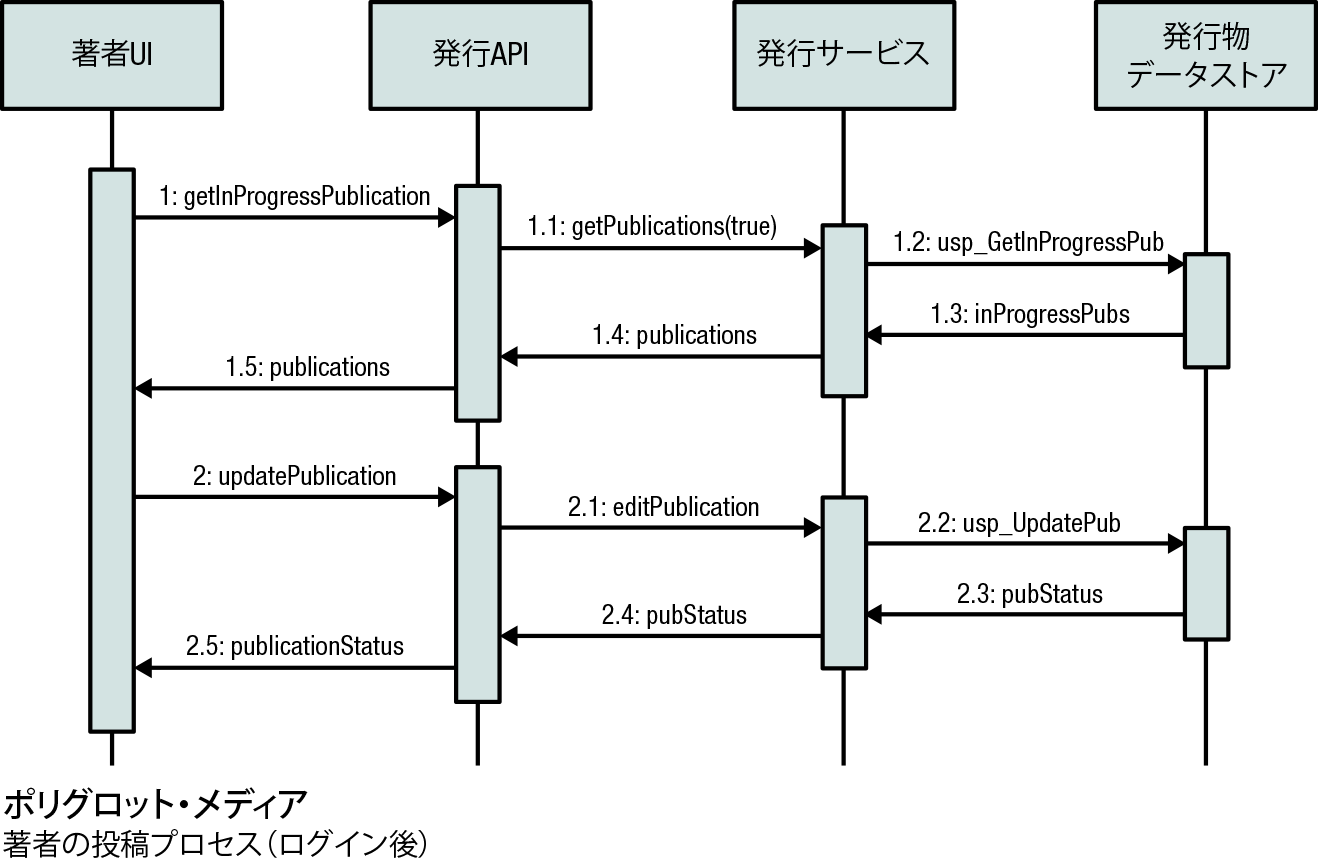 著者UI
発行API
発行サービス
発行物
データストア
1: getInProgressPublication
1.1: getPublications(true)
1.2: usp_GetInProgressPub
1.3: inProgressPubs
1.4: publications
1.5: publications
2: updatePublication
2.1: editPublication
2.2: usp_UpdatePub
2.3: pubStatus
2.4: pubStatus
2.5: publicationStatus
ポリグロット・メディア
著者の投稿プロセス（ログイン後）